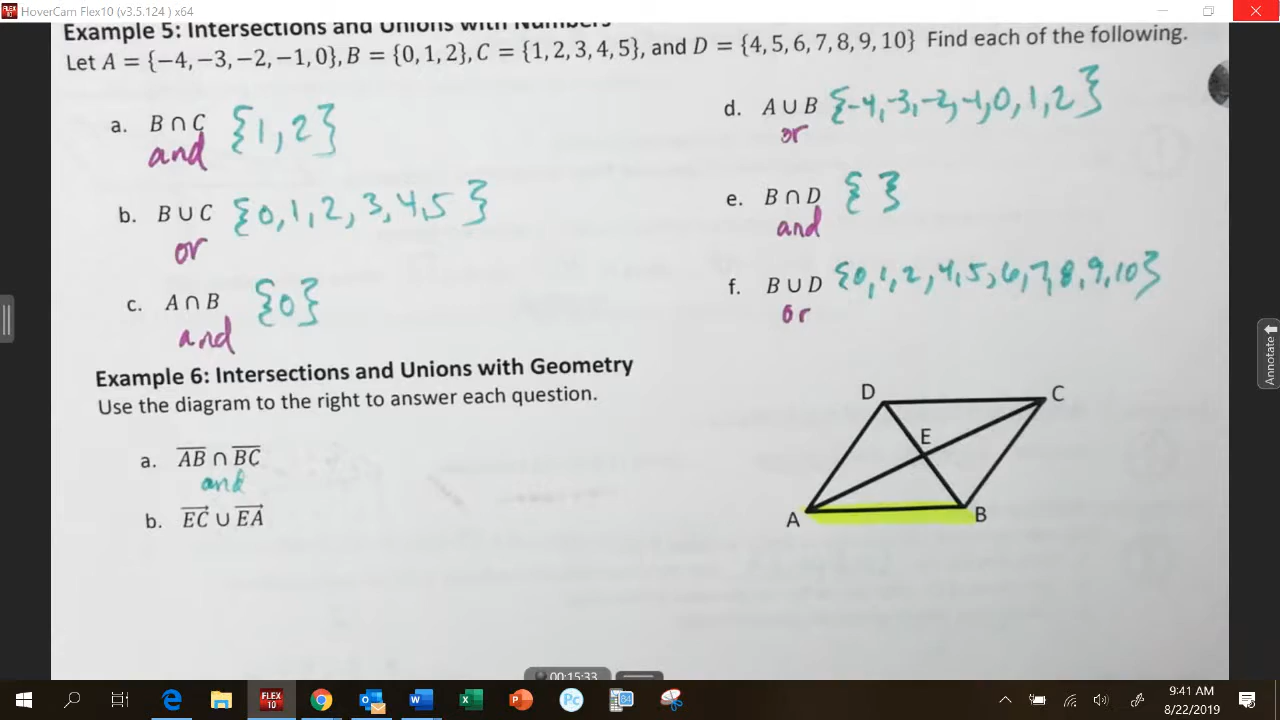 HoverCam Flex10 (v3.5.124 ) x64
Example 5: Intersections and Unions with Numbers
Let A = {−4, −3, −2, −1, 0}, B = {0, 1, 2}, C = {1, 2, 3, 4, 5}, and D = {4, 5, 6, 7, 8, 9, 10} Find each of the following.
a. B ∩ C {1, 2}
and
b. B ∪ C {0, 1, 2, 3, 4, 5 }
or
c. A ∩ B {0}
and
d. A ∪ B {-4, -3, -2, -1, 0, 1, 2}
or
e. B ∩ D { }
and
f. B ∪ D {0, 1, 2, 4, 5, 6, 7, 8, 9, 10}
or
Example 6: Intersections and Unions with Geometry
Use the diagram to the right to answer each question.
a. A̅B̅ ∩ B̅C̅
and
b. E⃗C⃗ ∪ E⃗A⃗
D
C
E
A
B
Annotate
00:15:33
FLEX
10
Pc
9:41 AM
8/22/2019